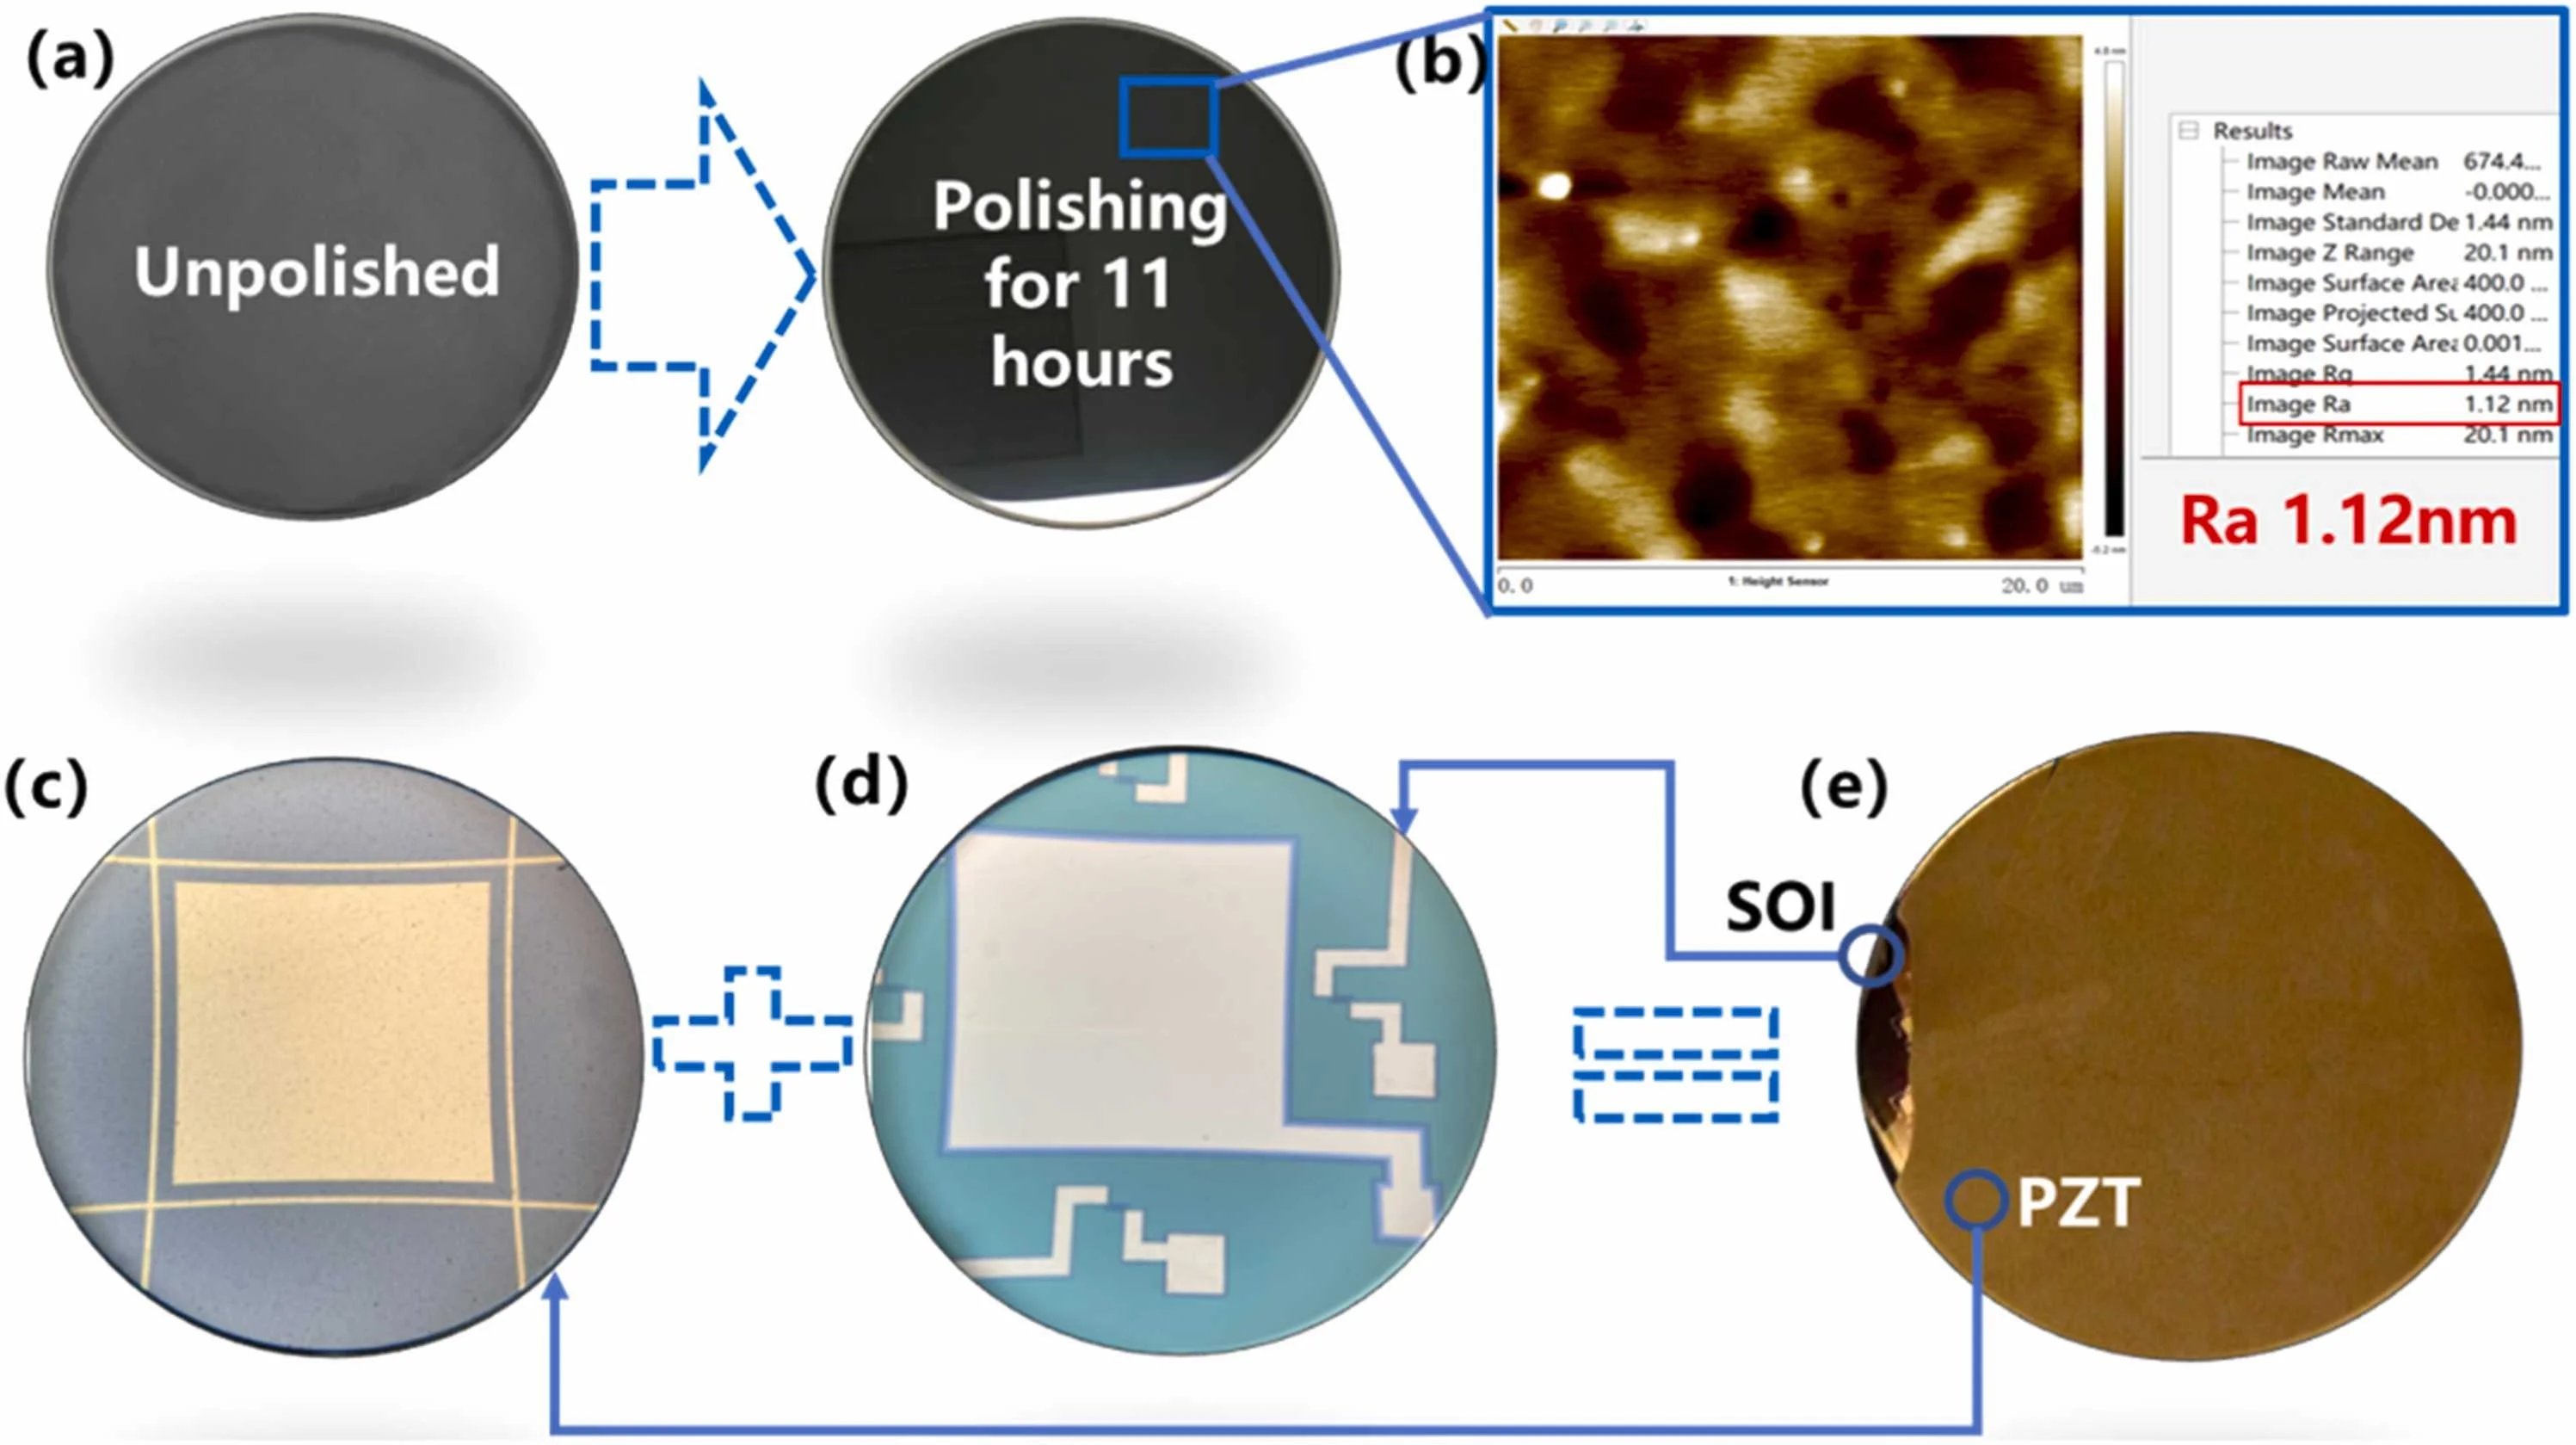 (a)
Unpolished
Polishing
for 11
hours
(b)
Results
Image Raw Mean 674.4...
Image Mean -0.000...
Image Standard De 1.44 nm
Image Z Range 20.1 nm
Image Surface Area 400.0 ...
Image Projected Su 400.0 ...
Image Surface Area 0.001...
Image Rq 1.44 nm
Image Ra 1.12 nm
Image Rmax 20.1 nm
Ra 1.12nm
0.0
1: Height Sensor
20.0 um
(c)
(d)
(e)
SOI
PZT